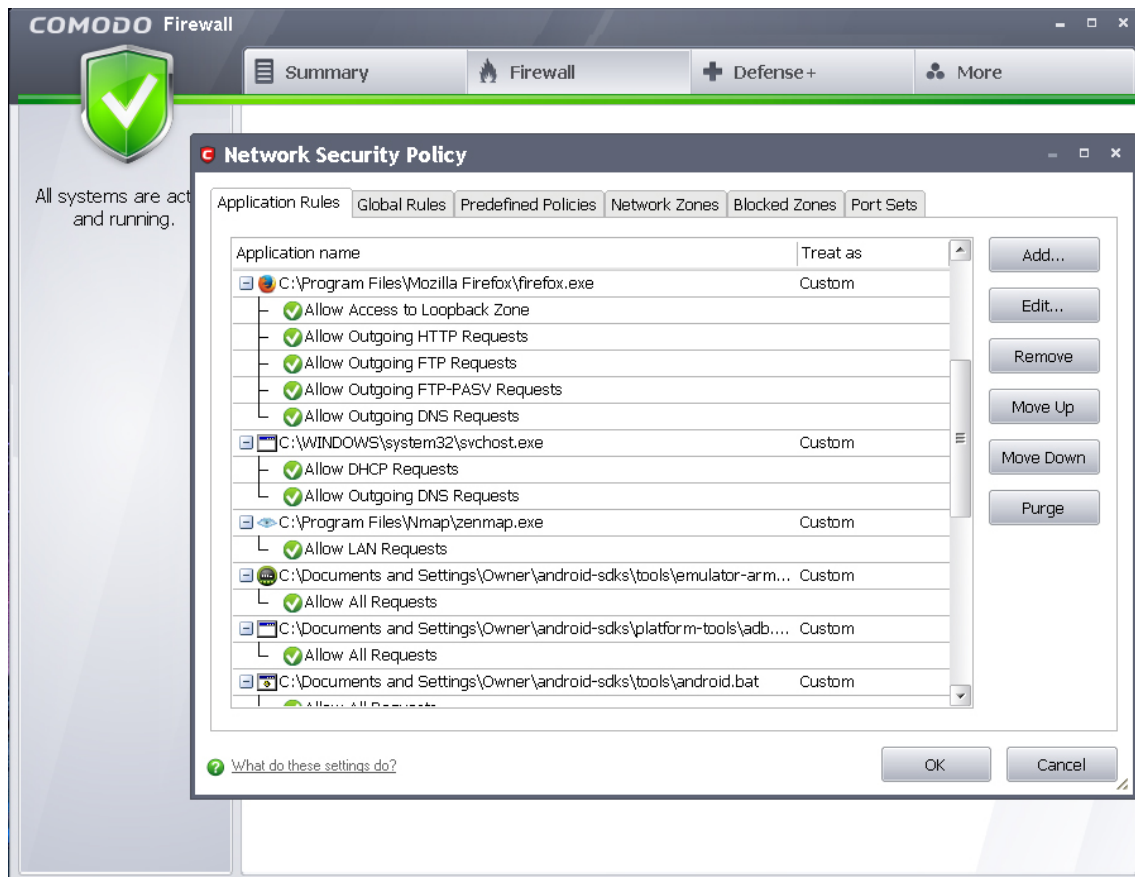 COMODO Firewall
Summary
Firewall
Defense+
More
All systems are act
and running.
Network Security Policy
Application Rules
Global Rules
Predefined Policies
Network Zones
Blocked Zones
Port Sets
Application name Treat as
C:\Program Files\Mozilla Firefox\firefox.exe Custom
Allow Access to Loopback Zone
Allow Outgoing HTTP Requests
Allow Outgoing FTP Requests
Allow Outgoing FTP-PASV Requests
Allow Outgoing DNS Requests
C:\WINDOWS\system32\svchost.exe Custom
Allow DHCP Requests
Allow Outgoing DNS Requests
C:\Program Files\Nmap\zenmap.exe Custom
Allow LAN Requests
C:\Documents and Settings\Owner\android-sdks\tools\emulator-arm... Custom
Allow All Requests
C:\Documents and Settings\Owner\android-sdks\platform-tools\adb.... Custom
Allow All Requests
C:\Documents and Settings\Owner\android-sdks\tools\android.bat Custom
Allow All Requests
Add...
Edit...
Remove
Move Up
Move Down
Purge
What do these settings do?
OK
Cancel